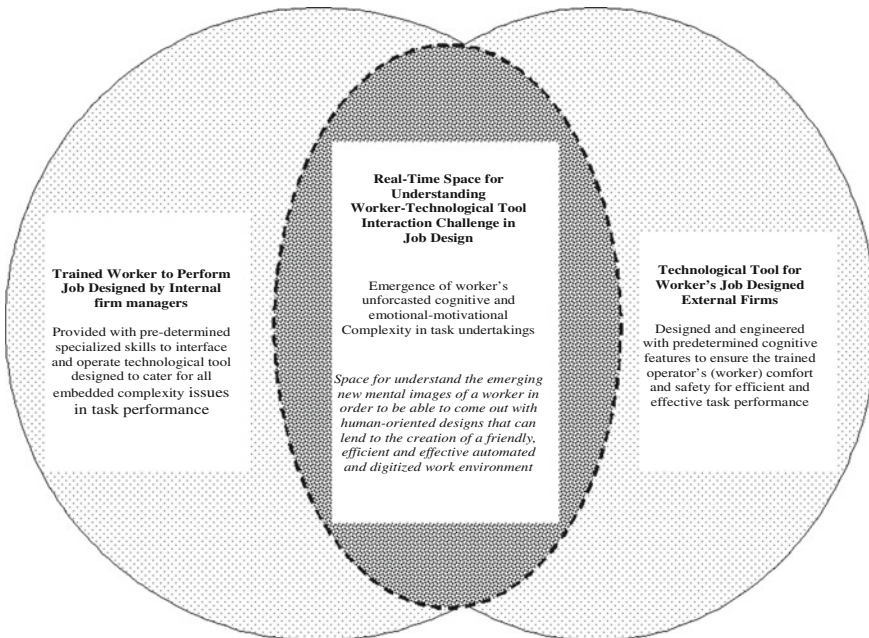 Trained Worker to Perform
Job Designed by Internal
firm managers
Provided with pre-determined
specialized skills to interface
and operate technological tool
designed to cater for all
embedded complexity issues
in task performance
Real-Time Space for
Understanding
Worker-Technological Tool
Interaction Challenge in
Job Design
Emergence of worker's
unforcasted cognitive and
emotional-motivational
Complexity in task undertakings
Space for understand the emerging
new mental images of a worker in
order to be able to come out with
human-oriented designs that can
lend to the creation of a friendly,
efficient and effective automated
and digitized work environment
Technological Tool for
Worker's Job Designed
External Firms
Designed and engineered
with predetermined cognitive
features to ensure the trained
operator's (worker) comfort
and safety for efficient and
effective task performance